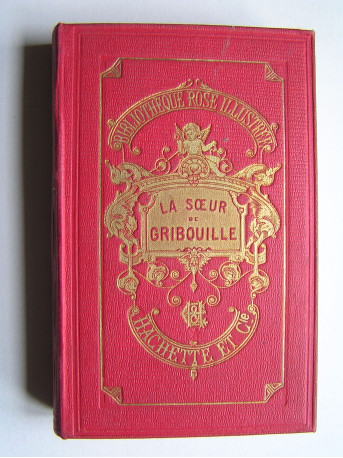 BIBLIOTHÈQUE ROSE ILLUSTRÉE
LA SŒUR
DE
GRIBOUILLE
HACHETTE ET Cie